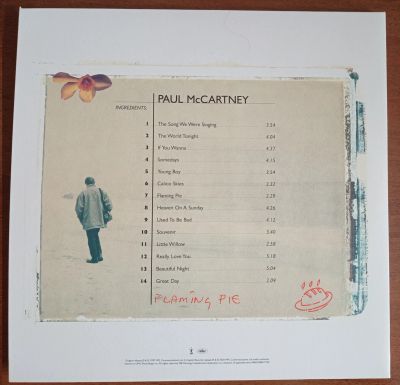 PAUL McCARTNEY
INGREDIENTS:
1 The Song We Were Singing 3:54
2 The World Tonight 4:04
3 If You Wanna 4:37
4 Somedays 4:15
5 Young Boy 3:54
6 Calico Skies 2:32
7 Flaming Pie 2:29
8 Heaven On A Sunday 4:26
9 Used To Be Bad 4:12
10 Souvenir 3:40
11 Little Willow 2:58
12 Really Love You 5:18
13 Beautiful Night 5:04
14 Great Day 2:09
FLAMING PIE